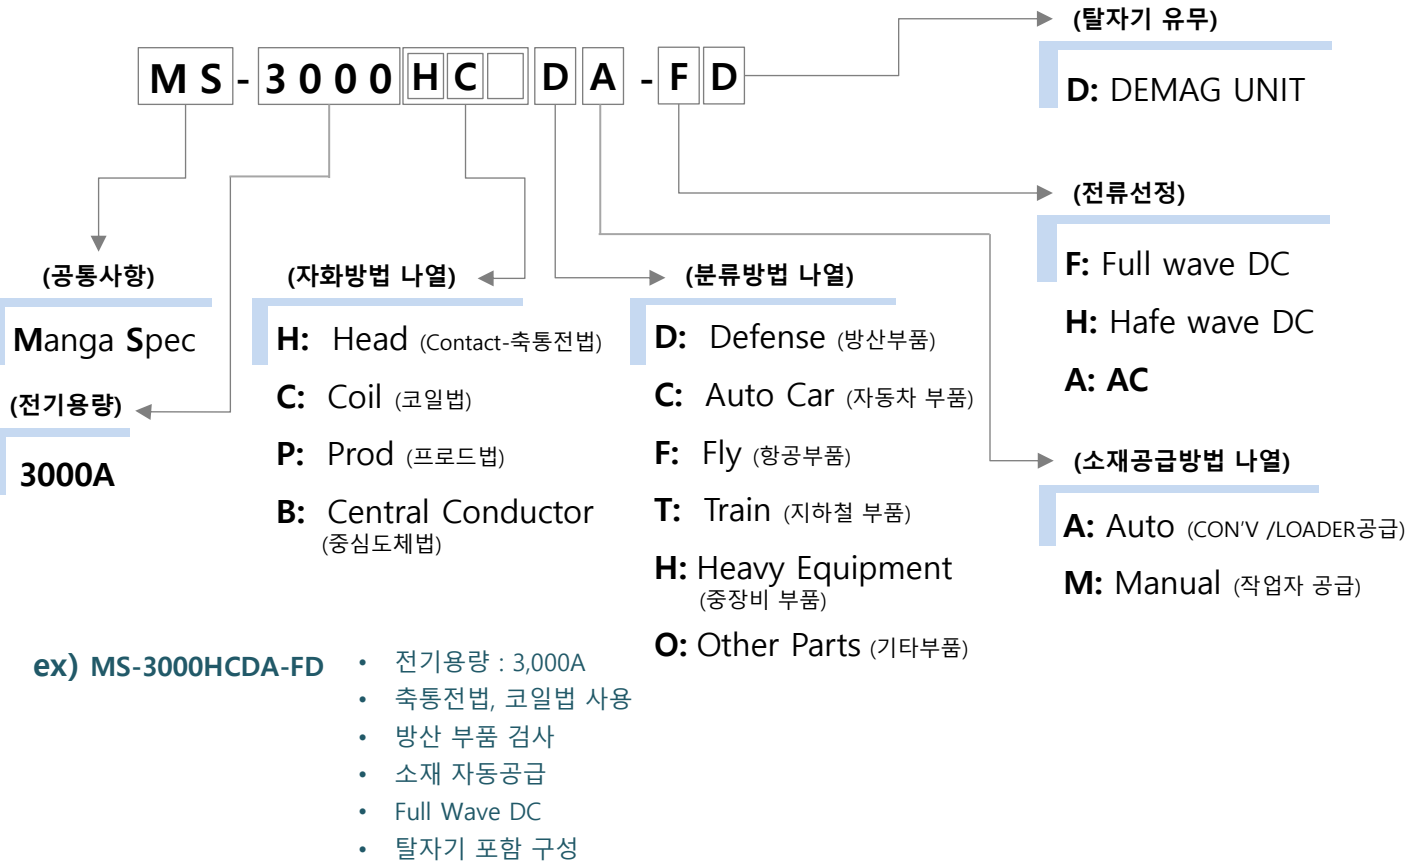 MS-3000HC DA-FD
(탈자기 유무)
D: DEMAG UNIT
(전류선정)
F: Full wave DC
H: Hafe wave DC
A: AC
(공통사항)
Manga Spec
(전기용량)
3000A
(자화방법 나열)
H: Head (Contact-축통전법)
C: Coil (코일법)
P: Prod (프로드법)
B: Central Conductor
(중심도체법)
(분류방법 나열)
D: Defense (방산부품)
C: Auto Car (자동차 부품)
F: Fly (항공부품)
T: Train (지하철 부품)
H: Heavy Equipment
(중장비 부품)
O: Other Parts (기타부품)
(소재공급방법 나열)
A: Auto (CON'V /LOADER공급)
M: Manual (작업자 공급)
ex) MS-3000HCDA-FD
• 전기용량 : 3,000A
• 축통전법, 코일법 사용
• 방산 부품 검사
• 소재 자동공급
• Full Wave DC
• 탈자기 포함 구성